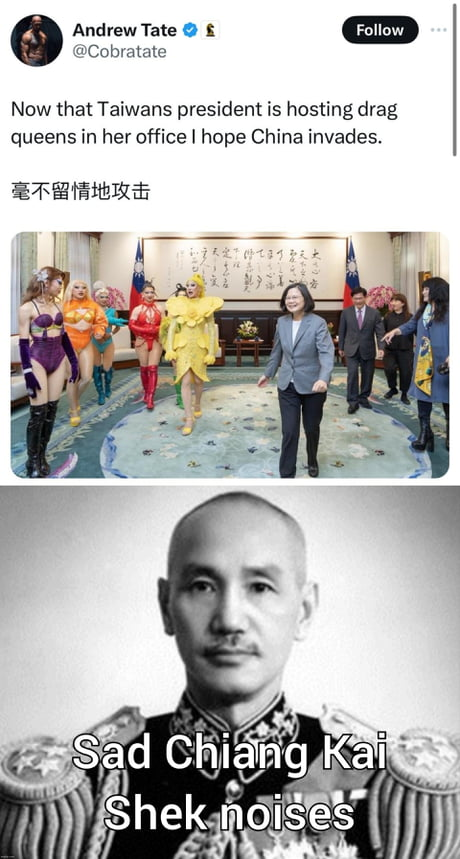 Andrew Tate
@Cobratate
Follow
Now that Taiwans president is hosting drag
queens in her office I hope China invades.
毫不留情地攻击
Sad Chiang Kai
Shek noises